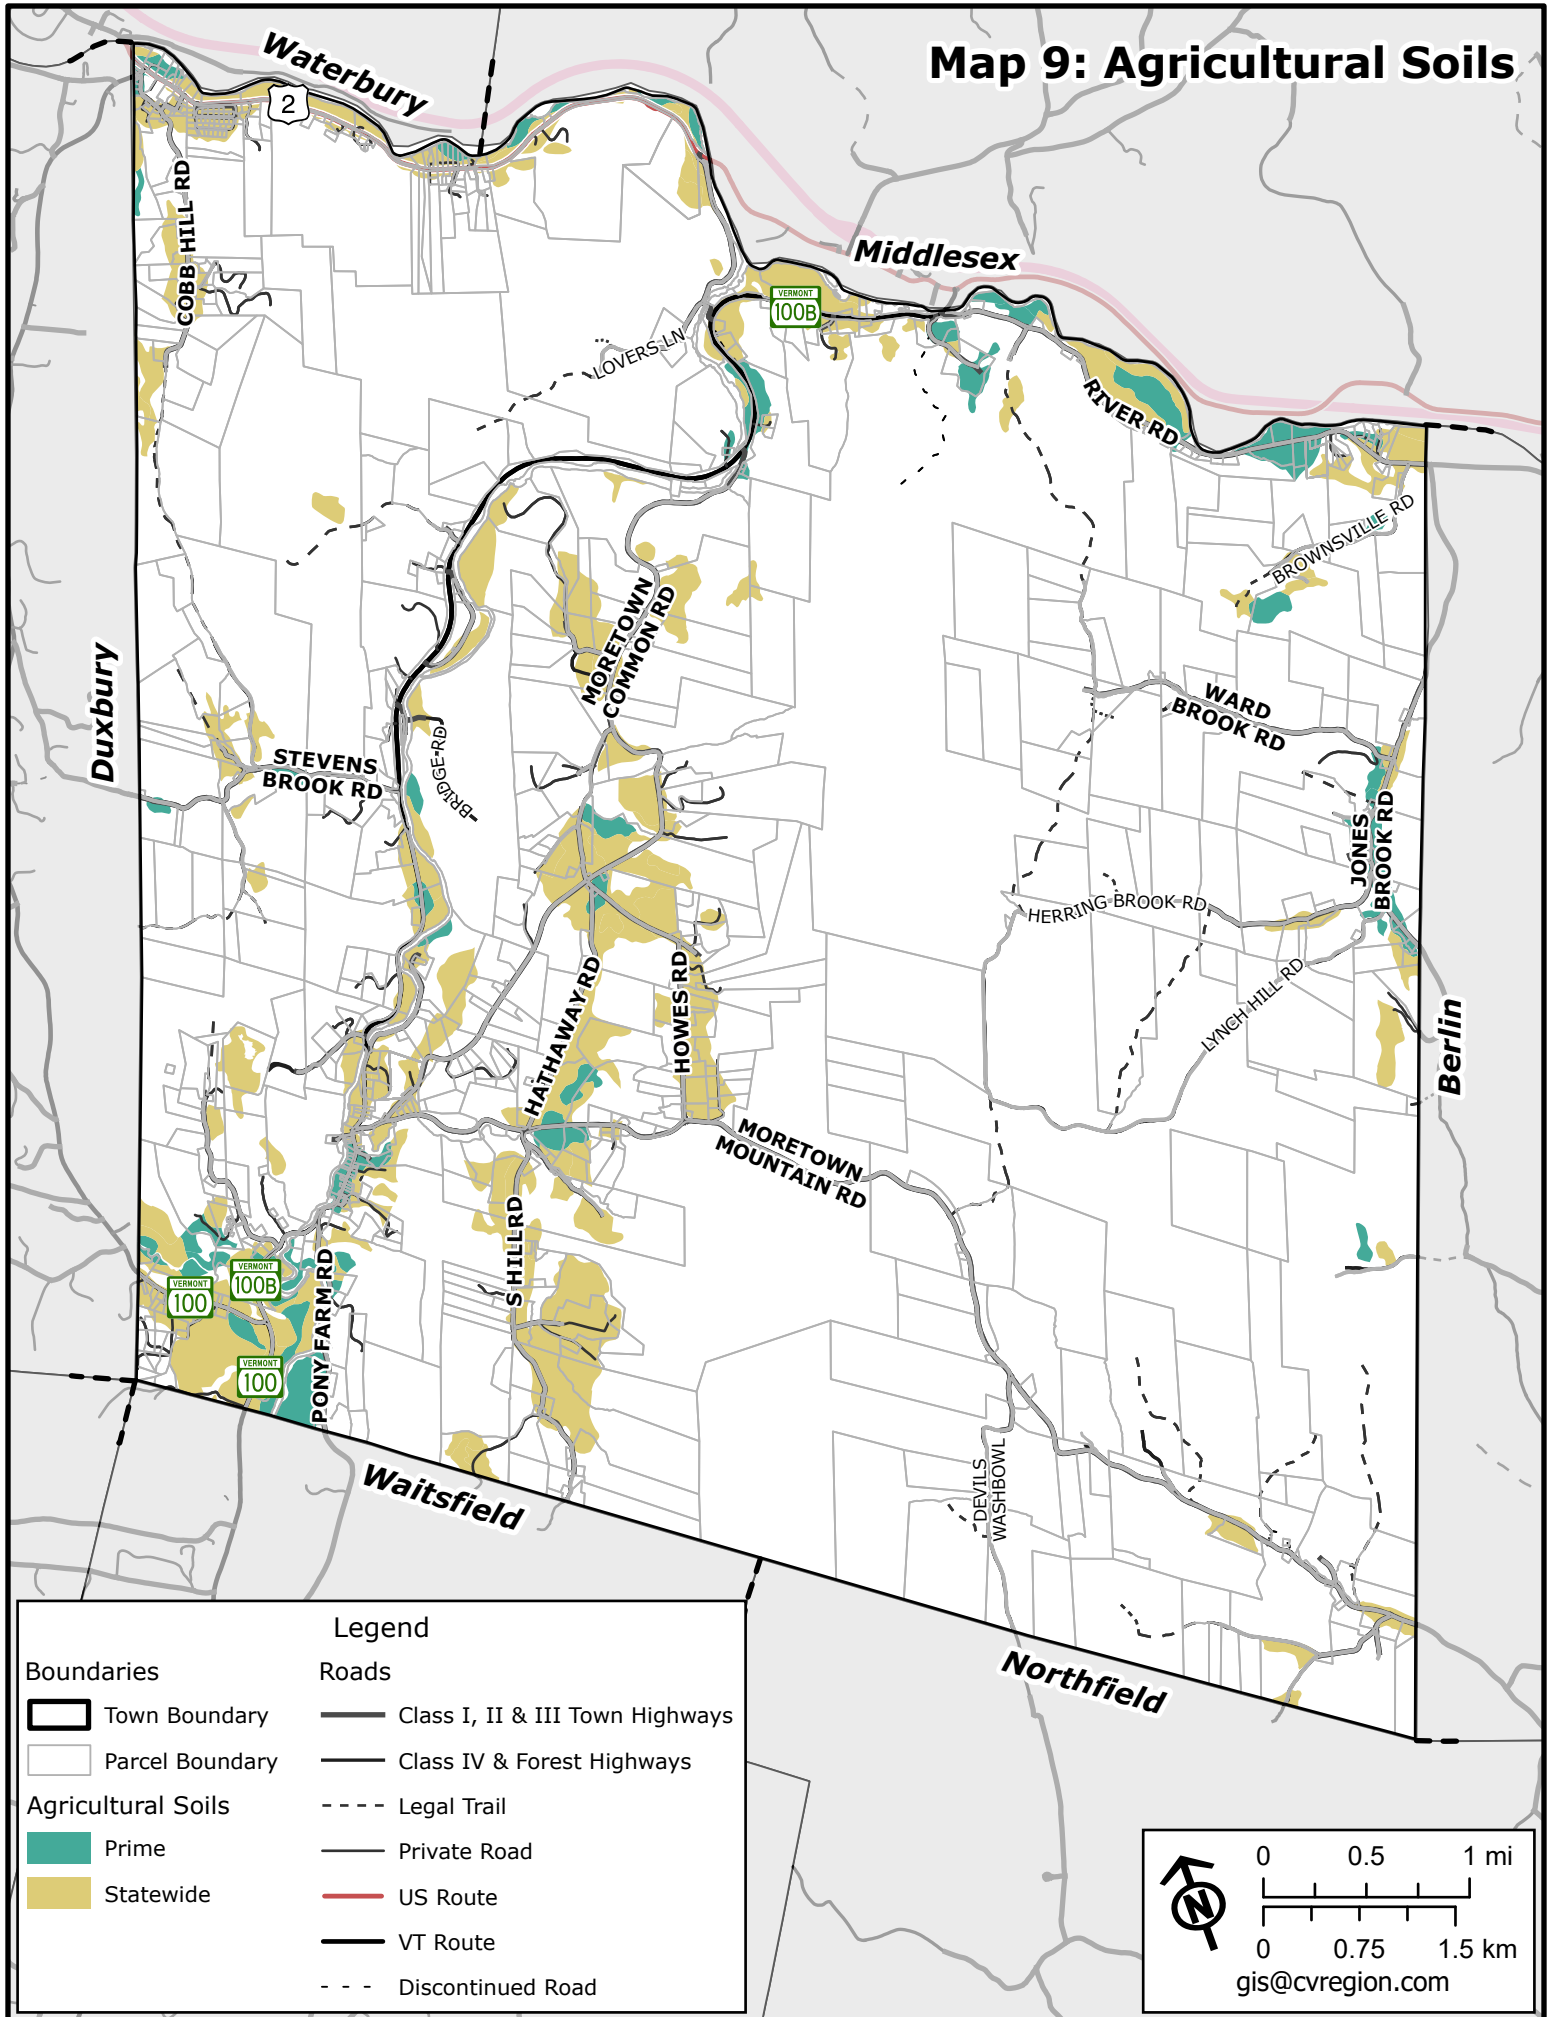 Map 9: Agricultural Soils
Waterbury
2
COBB HILL RD
Middlesex
VERMONT
100B
LOVERS LN
RIVER RD
BROWNSVILLE RD
MORETOWN
COMMON RD
Duxbury
WARD
BROOK RD
STEVENS
BROOK RD
BRIDGE RD
JONES
BROOK RD
HERRING BROOK RD
HATHAWAY RD
HOWES RD
LYNCH HILL RD
Berlin
MORETOWN
MOUNTAIN RD
S HILL RD
PONY FARM RD
VERMONT
100B
VERMONT
100
VERMONT
100
Waitsfield
DEVILS
WASHBOWL
Northfield
Legend
Boundaries
Town Boundary
Parcel Boundary
Agricultural Soils
Prime
Statewide
Roads
Class I, II & III Town Highways
Class IV & Forest Highways
Legal Trail
Private Road
US Route
VT Route
Discontinued Road
N
0 0.5 1 mi
0 0.75 1.5 km
gis@cvregion.com